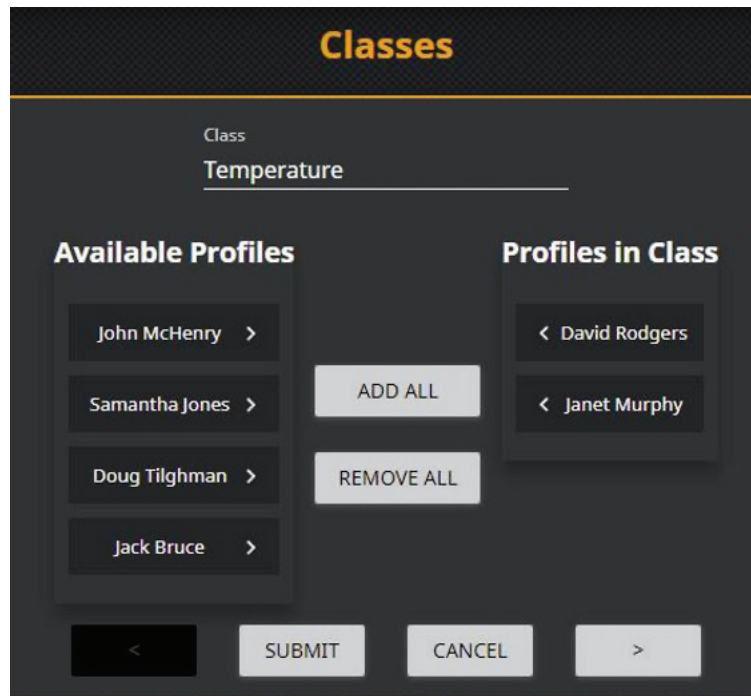 Classes
Class
Temperature
Available Profiles
Profiles in Class
John McHenry >
Samantha Jones >
Doug Tilghman >
Jack Bruce >
ADD ALL
REMOVE ALL
< David Rodgers
< Janet Murphy
< SUBMIT CANCEL >